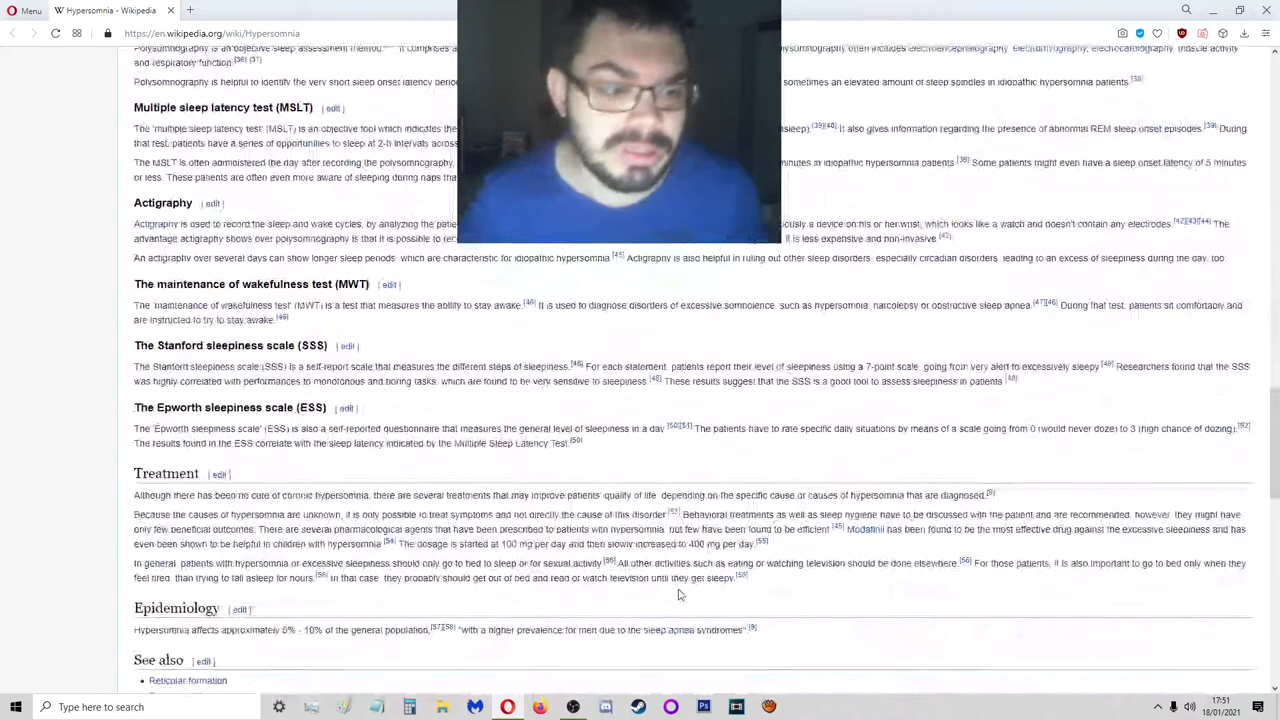 Menu
Hypersomnia - Wikipedia
https://en.wikipedia.org/wiki/Hypersomnia
Polysomnography is an objective sleep assessment method.
polysomnography often includes electroencephalography, electrooculography, electrocardiography, muscle activity
and respiratory function.[36][37]
Polysomnography is helpful to identify the very short sleep onset latency
sometimes an elevated amount of sleep spindles in idiopathic hypersomnia patients.
Multiple sleep latency test (MSLT) [ edit ]
The 'multiple sleep latency test' (MSLT) is an objective tool which indicates the
It also gives information regarding the presence of abnormal REM sleep onset episodes. During
that test, patients have a series of opportunities to sleep at 2-h intervals across
The MSLT is often administered the day after recording the polysomnography,
minutes in idiopathic hypersomnia patients.[38] Some patients might even have a sleep onset latency of 5 minutes
or less. These patients are often even more aware of sleeping during naps
Actigraphy [ edit ]
Actigraphy is used to record the sleep and wake cycles, by analyzing the
a device on his or her wist, which looks like a watch and doesn't contain any electrodes.[42][43][44] The
advantage actigraphy shows over polysomnography is that it is possible to
it is less expensive and non-invasive.
An actigraphy over several days can show longer sleep periods, which are characteristic for idiopathic hypersomnia.[45] Actigraphy is also helpful in ruling out other sleep disorders, especially circadian disorders, leading to an excess of sleepiness during the day, too.
The maintenance of wakefulness test (MWT) [ edit ]
The 'maintenance of wakefulness test' (MWT) is a test that measures the ability to stay awake.[46] It is used to diagnose disorders of excessive somnolence, such as hypersomnia, narcolepsy or obstructive sleep apnea. During that test, patients sit comfortably and
are instructed to try to stay awake.[46]
The Stanford sleepiness scale (SSS) [ edit ]
The Stanford sleepiness scale (SSS) is a self-report scale that measures the different steps of sleepiness. For each statement, patients report their level of sleepiness using a 7-point scale, going from very alert to excessively sleepy. Researchers found that the SSS
was highly correlated with performances to monotonous and boring tasks, which are found to be very sensitive to sleepiness. These results suggest that the SSS is a good tool to assess sleepiness in patients.
The Epworth sleepiness scale (ESS) [ edit ]
The 'Epworth sleepiness scale' (ESS) is also a self-reported questionnaire that measures the general level of sleepiness in a day.[50][51] The patients have to rate specific daily situations by means of a scale going from 0 (would never doze) to 3 (high chance of dozing).[52]
The results found in the ESS correlate with the sleep latency indicated by the Multiple Sleep Latency Test.[50]
Treatment [ edit ]
Although there has been no cure of chronic hypersomnia, there are several treatments that may improve patients' quality of life, depending on the specific cause or causes of hypersomnia that are diagnosed.[9]
Because the causes of hypersomnia are unknown, it is only possible to treat symptoms and not directly the cause of this disorder.[53] Behavioral treatments as well as sleep hygiene have to be discussed with the patient and are recommended, however, they might have
only few beneficial outcomes. There are several pharmacological agents that have been prescribed to patients with hypersomnia, but few have been found to be efficient.[45] Modafinil has been found to be the most effective drug against the excessive sleepiness and has
even been shown to be helpful in children with hypersomnia.[54] The dosage is started at 100 mg per day and then slowly increased to 400 mg per day.[55]
In general, patients with hypersomnia or excessive sleepiness should only go to bed to sleep or for sexual activity.[56] All other activities such as eating or watching television should be done elsewhere.[56] For those patients, it is also important to go to bed only when they
feel tired, than trying to fall asleep for hours.[56] In that case, they probably should get out of bed and read or watch television until they get sleepy.[56]
Epidemiology [ edit ]
Hypersomnia affects approximately 5% - 10% of the general population,[57][58] "with a higher prevalence for men due to the sleep apnea syndromes".[9]
See also [ edit ]
• Reticular formation
Type here to search
17:51
18/01/2021